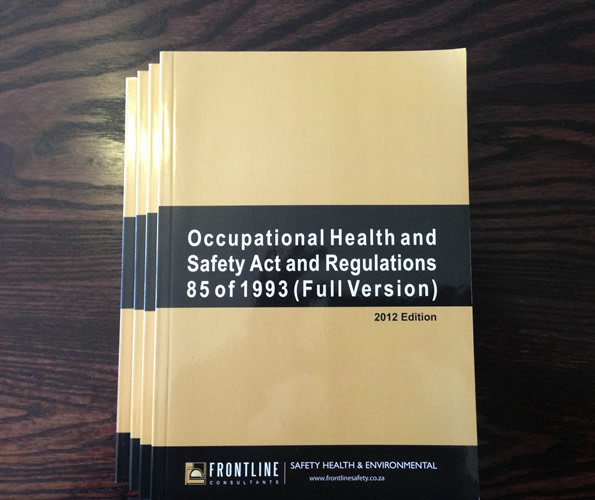 Occupational Health and
Safety Act and Regulations
85 of 1993 (Full Version)
2012 Edition
FRONTLINE
CONSULTANTS
SAFETY HEALTH & ENVIRONMENTAL
www.frontlinesafety.co.za